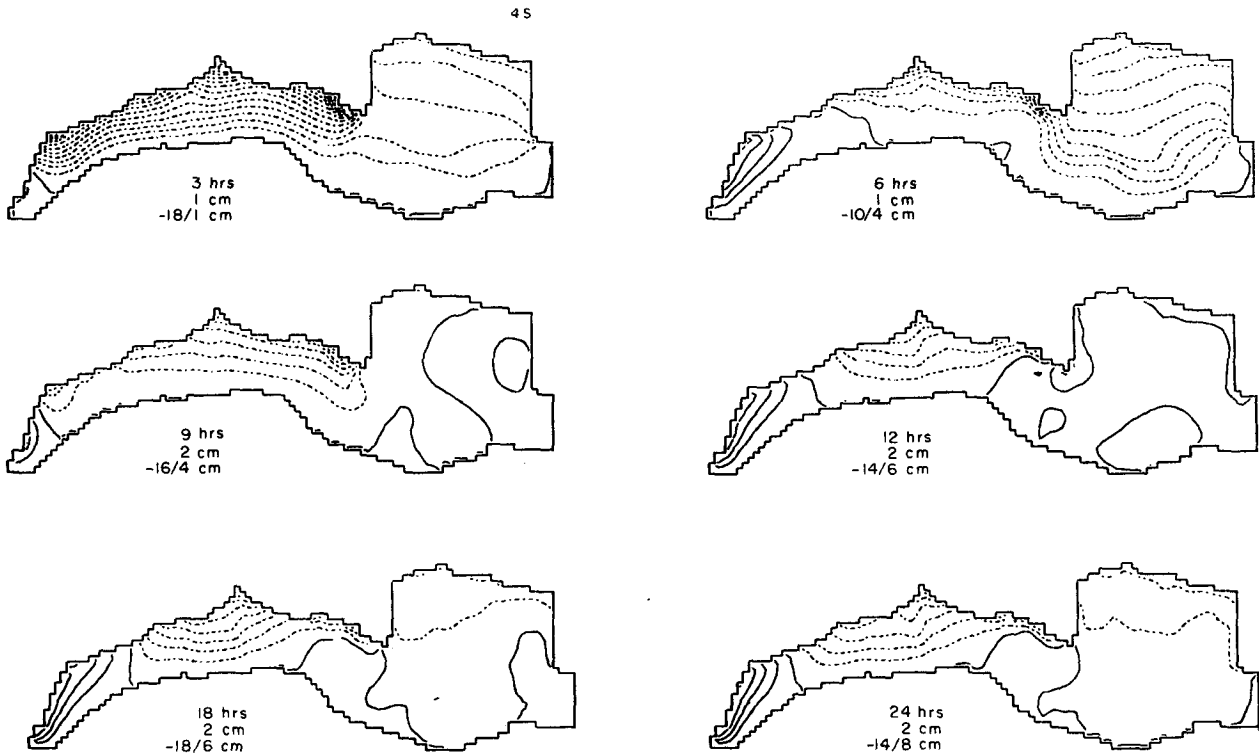 45
3 hrs
1 cm
-18/1 cm
6 hrs
1 cm
-10/4 cm
9 hrs
2 cm
-16/4 cm
12 hrs
2 cm
-14/6 cm
18 hrs
2 cm
-18/6 cm
24 hrs
2 cm
-14/8 cm